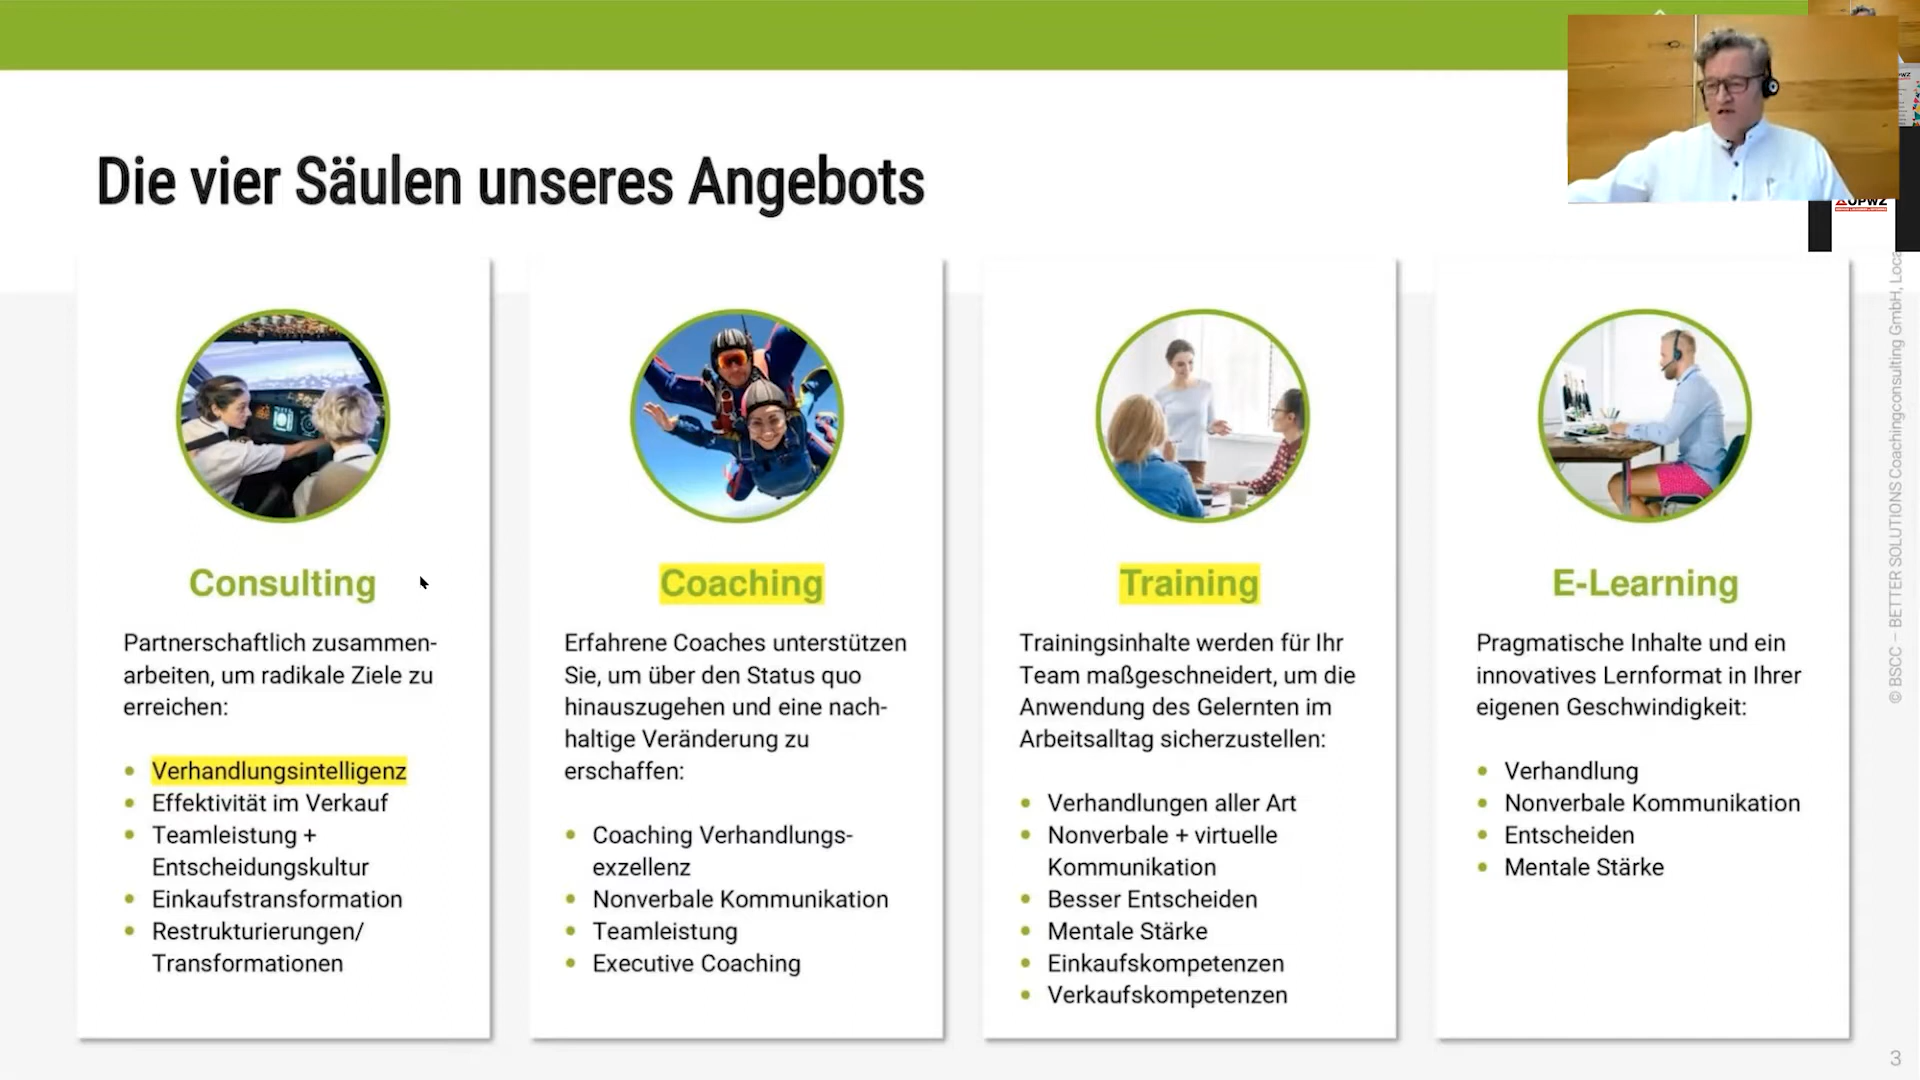 Die vier Säulen unseres Angebots
Consulting
Partnerschaftlich zusammen-
arbeiten, um radikale Ziele zu
erreichen:
• Verhandlungsintelligenz
• Effektivität im Verkauf
• Teamleistung +
Entscheidungskultur
• Einkaufstransformation
• Restrukturierungen/
Transformationen
Coaching
Erfahrene Coaches unterstützen
Sie, um über den Status quo
hinauszugehen und eine nach-
haltige Veränderung zu
erschaffen:
• Coaching Verhandlungs-
exzellenz
• Nonverbale Kommunikation
• Teamleistung
• Executive Coaching
Training
Trainingsinhalte werden für Ihr
Team maßgeschneidert, um die
Anwendung des Gelernten im
Arbeitsalltag sicherzustellen:
• Verhandlungen aller Art
• Nonverbale + virtuelle
Kommunikation
• Besser Entscheiden
• Mentale Stärke
• Einkaufskompetenzen
• Verkaufskompetenzen
E-Learning
Pragmatische Inhalte und ein
innovatives Lernformat in Ihrer
eigenen Geschwindigkeit:
• Verhandlung
• Nonverbale Kommunikation
• Entscheiden
• Mentale Stärke
© BSCC – BETTER SOLUTIONS Coachingconsulting GmbH,
3